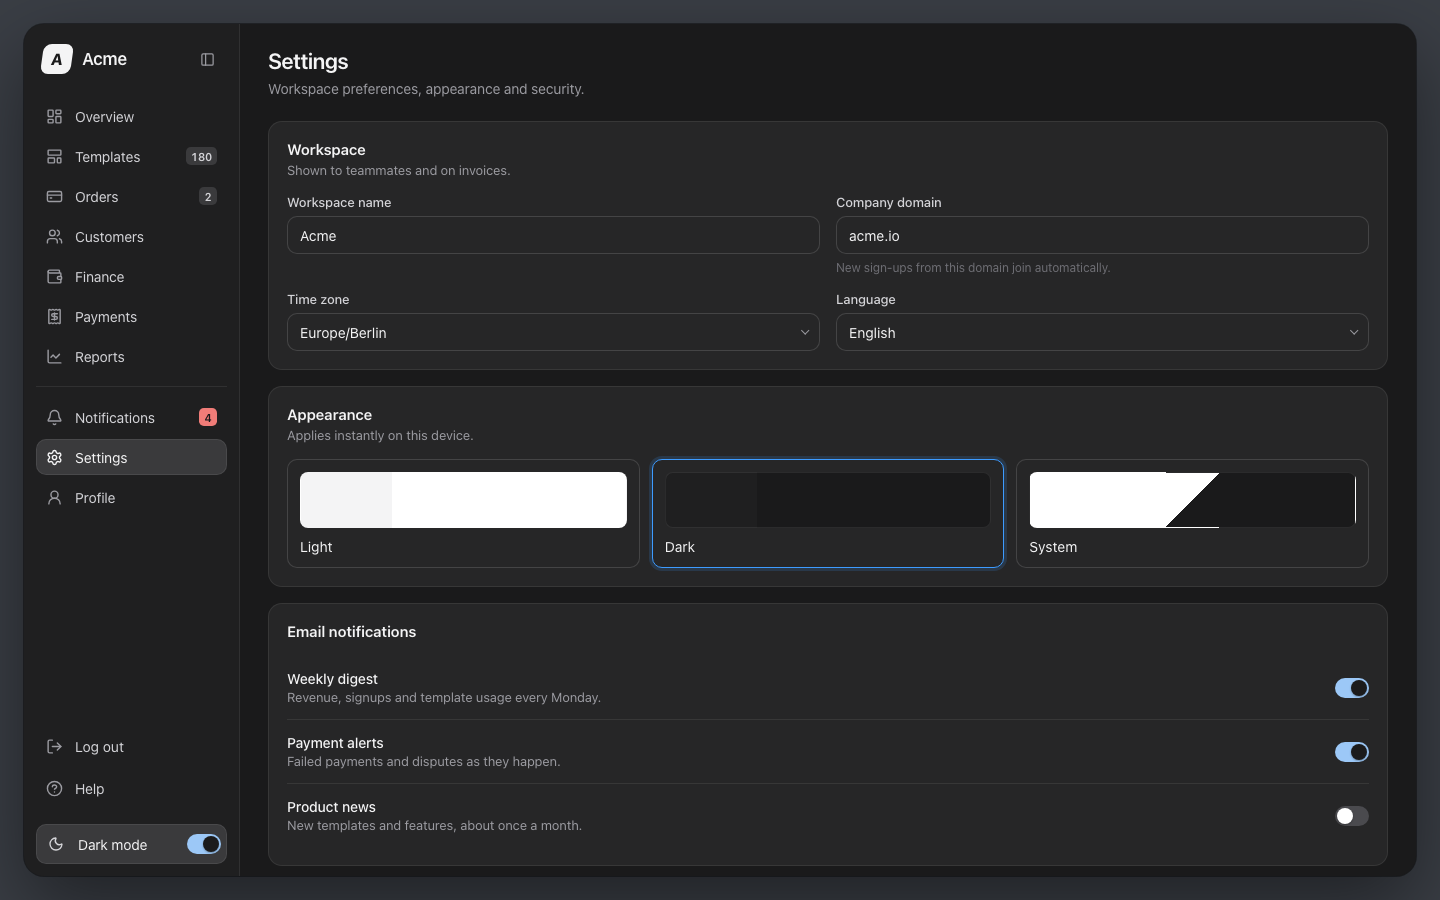 A Acme
Overview
Templates 180
Orders 2
Customers
Finance
Payments
Reports
Notifications 4
Settings
Profile
Log out
Help
Dark mode
Settings
Workspace preferences, appearance and security.
Workspace
Shown to teammates and on invoices.
Workspace name
Acme
Company domain
acme.io
New sign-ups from this domain join automatically.
Time zone
Europe/Berlin
Language
English
Appearance
Applies instantly on this device.
Light
Dark
System
Email notifications
Weekly digest
Revenue, signups and template usage every Monday.
Payment alerts
Failed payments and disputes as they happen.
Product news
New templates and features, about once a month.